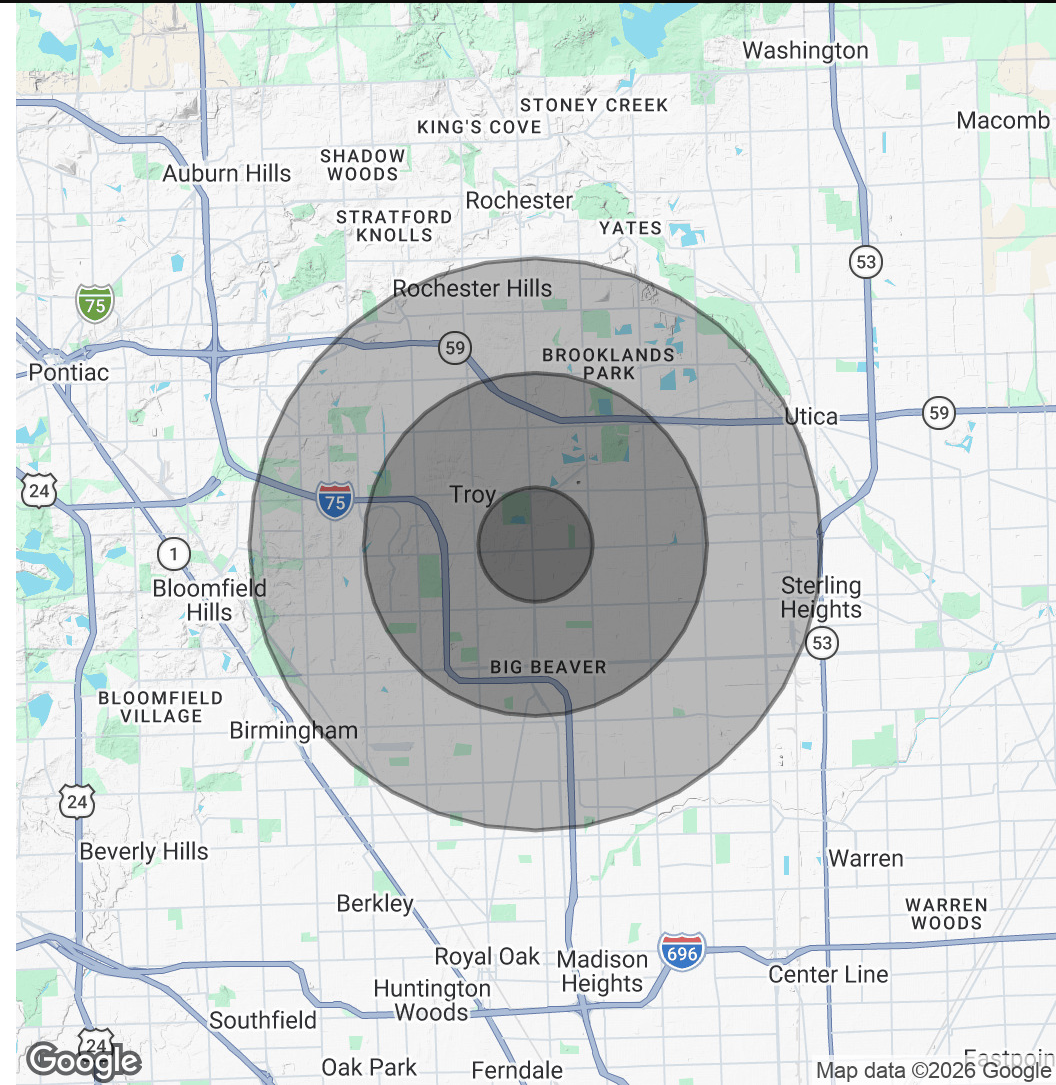 Washington
STONEY CREEK
KING'S COVE
Macomb
SHADOW
WOODS
Auburn Hills
Rochester
STRATFORD
KNOLLS
YATES
53
Rochester Hills
75
59
BROOKLANDS
PARK
Pontiac
Utica
59
24
Troy
75
1
Bloomfield
Hills
Sterling
Heights
53
BIG BEAVER
BLOOMFIELD
VILLAGE
Birmingham
24
Beverly Hills
Warren
Berkley
WARREN
WOODS
Royal Oak
Madison
Heights
696
Center Line
Huntington
Woods
Southfield
24
Google
Oak Park
Ferndale
Eastpoin
Map data ©2026 Google